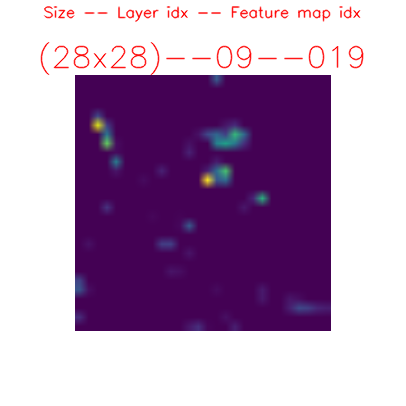 Size -- Layer idx -- Feature map idx
(28x28)--09--019